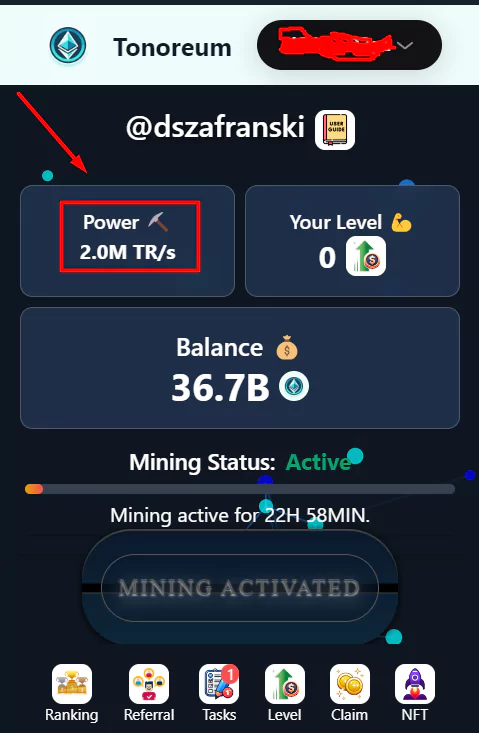 Tonoreum
@dszafranski
USER
GUIDE
Power
2.0M TR/s
Your Level
0
Balance
36.7B
Mining Status: Active
Mining active for 22H 58MIN.
MINING ACTIVATED
1
Ranking Referral Tasks Level Claim NFT